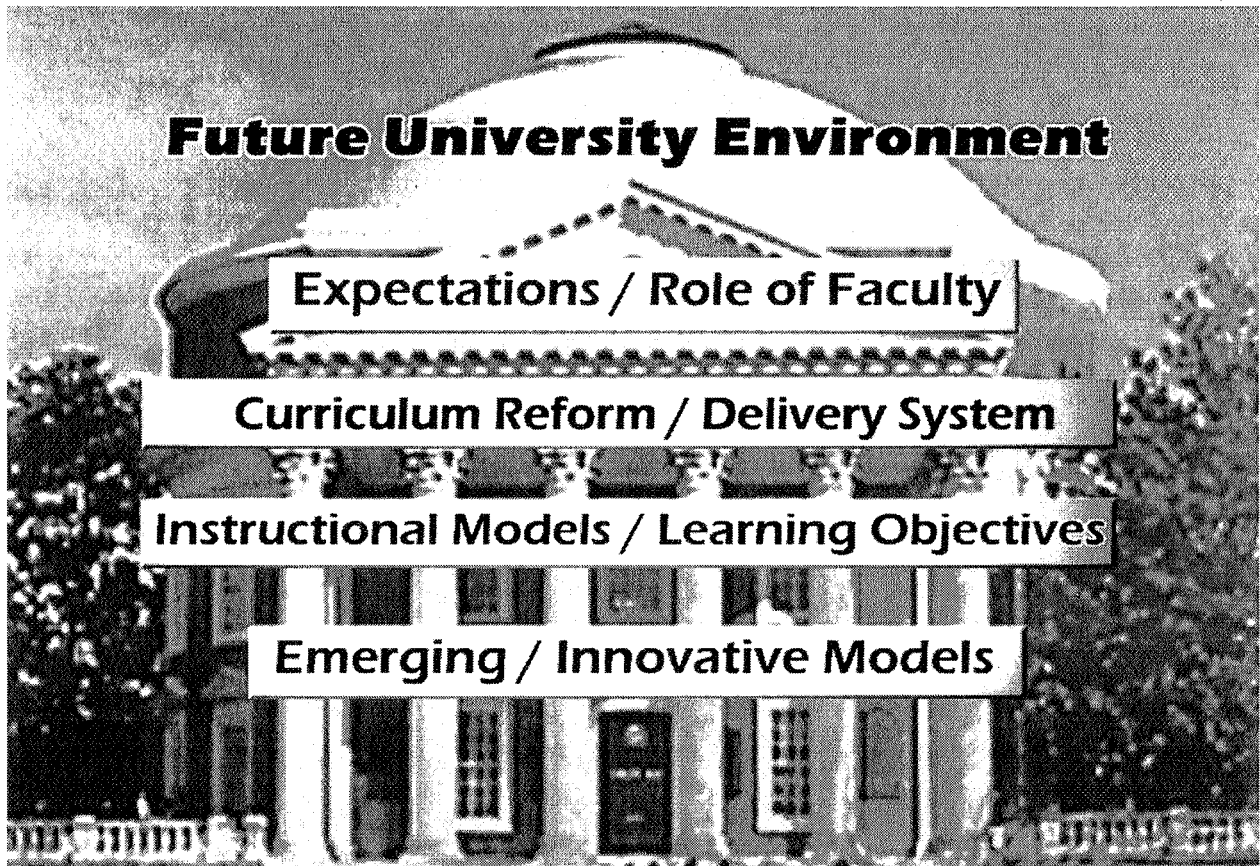 Future University Environment
Expectations / Role of Faculty
Curriculum Reform / Delivery System
Instructional Models / Learning Objectives
Emerging / Innovative Models